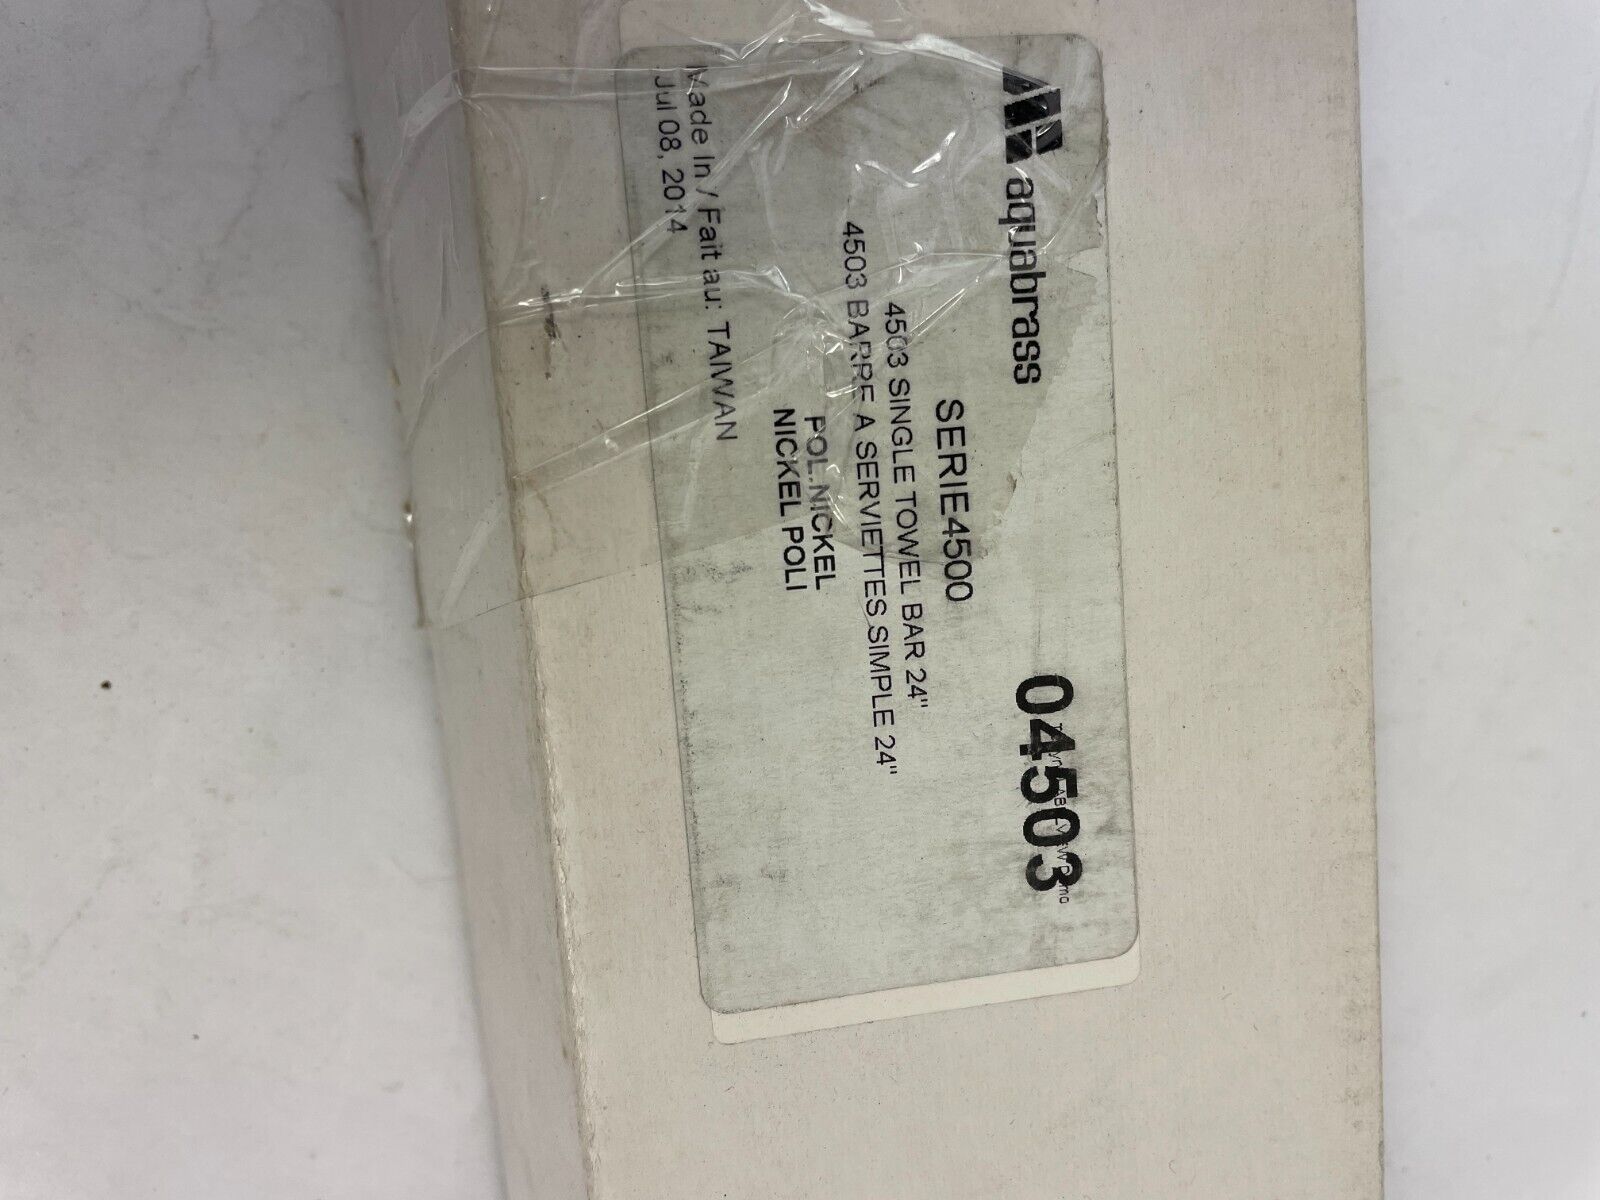 aquabrass
04503
SERIE4500
4503 SINGLE TOWEL BAR 24"
4503 BARRE A SERVIETTES SIMPLE 24"
POL.NICKEL
NICKEL POLI
Made In / Fait au: TAIWAN
Jul 08, 2014